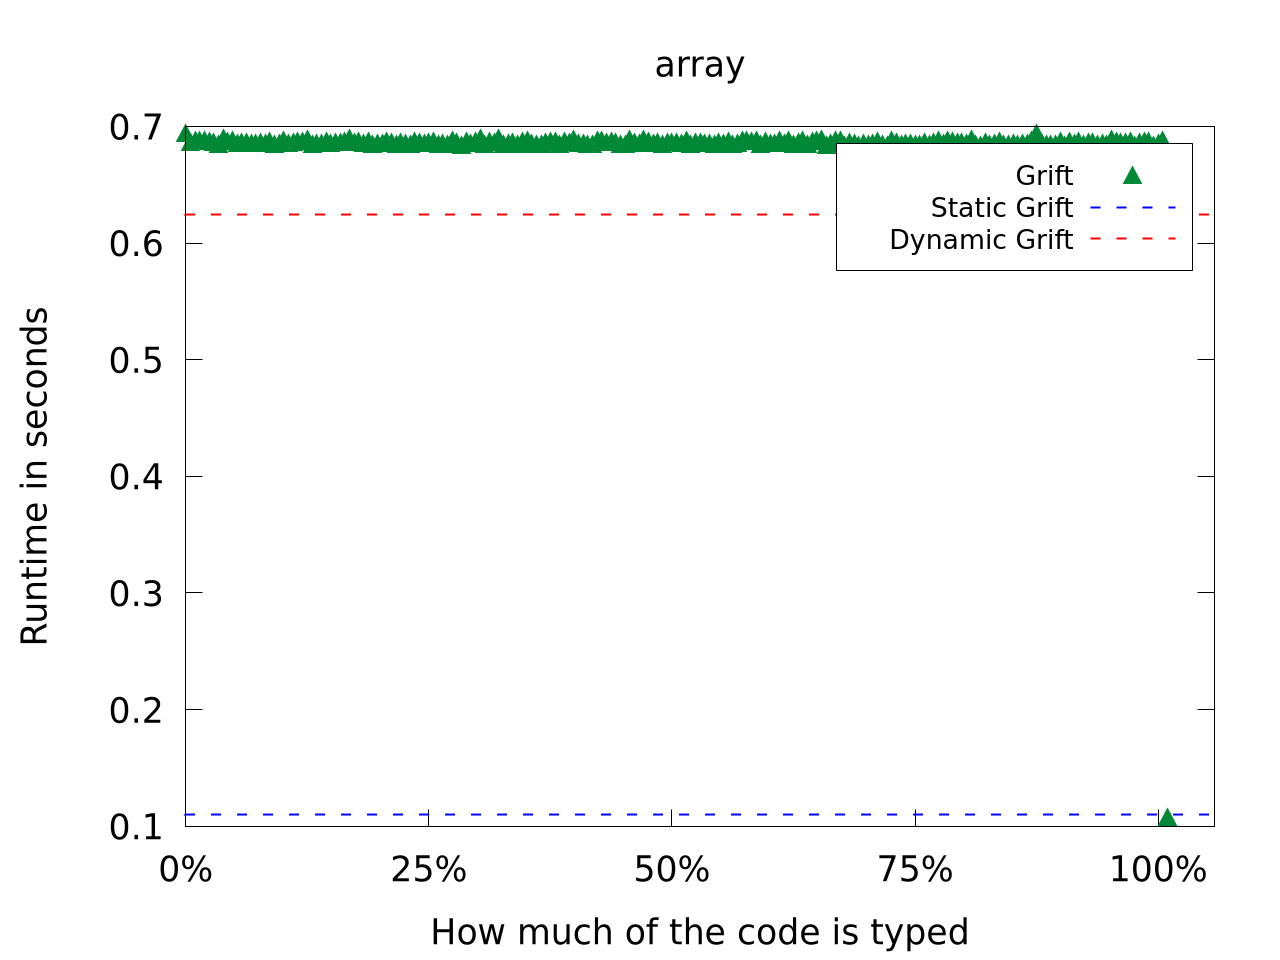 array
0.7
0.6
0.5
0.4
0.3
0.2
0.1
Runtime in seconds
Grift
Static Grift
Dynamic Grift
0% 25% 50% 75% 100%
How much of the code is typed